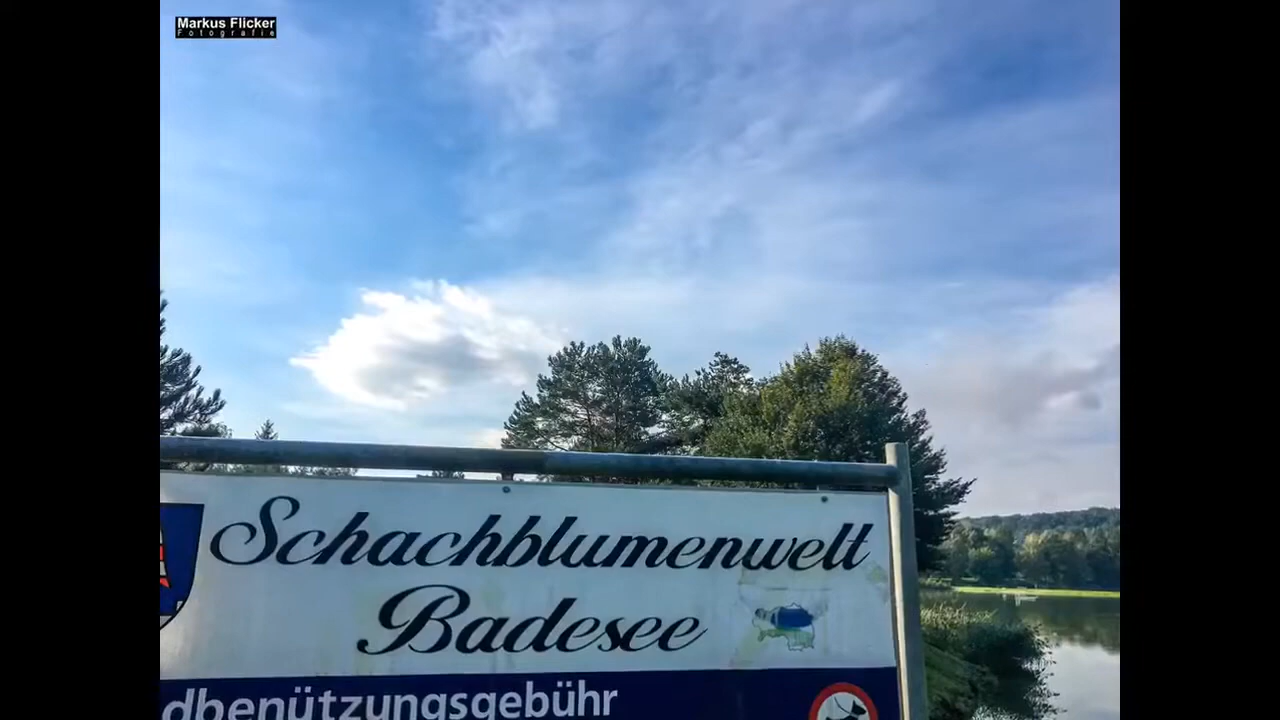 Markus Flicker
Fotografie
Schachblumenwelt
Badesee
dbenützungsgebühr